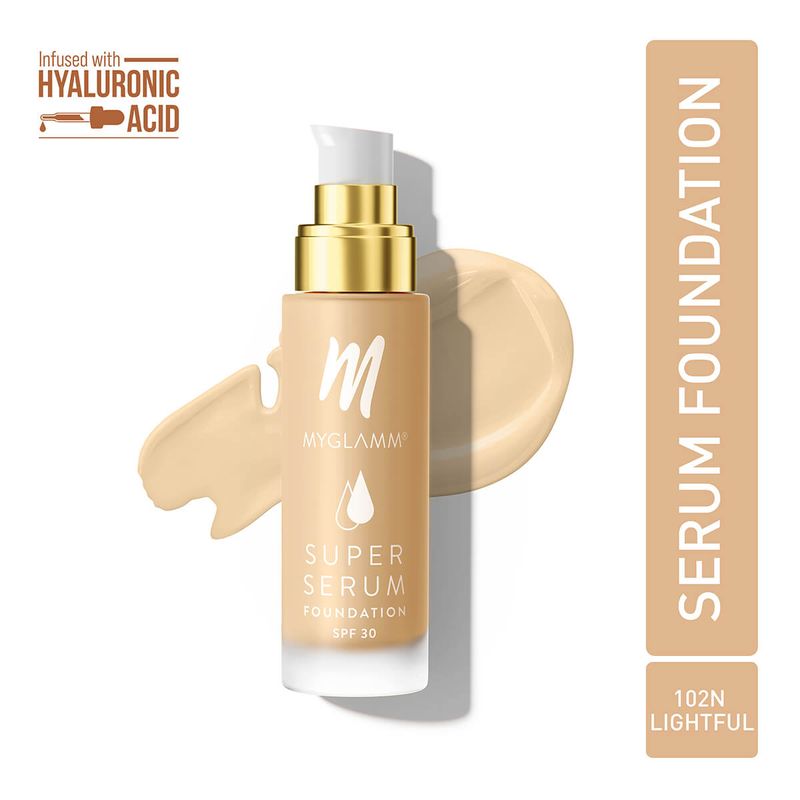 Infused with
HYALURONIC
ACID
M
MYGLAMM®
SUPER
SERUM
FOUNDATION
SPF 30
SERUM FOUNDATION
102N
LIGHTFUL